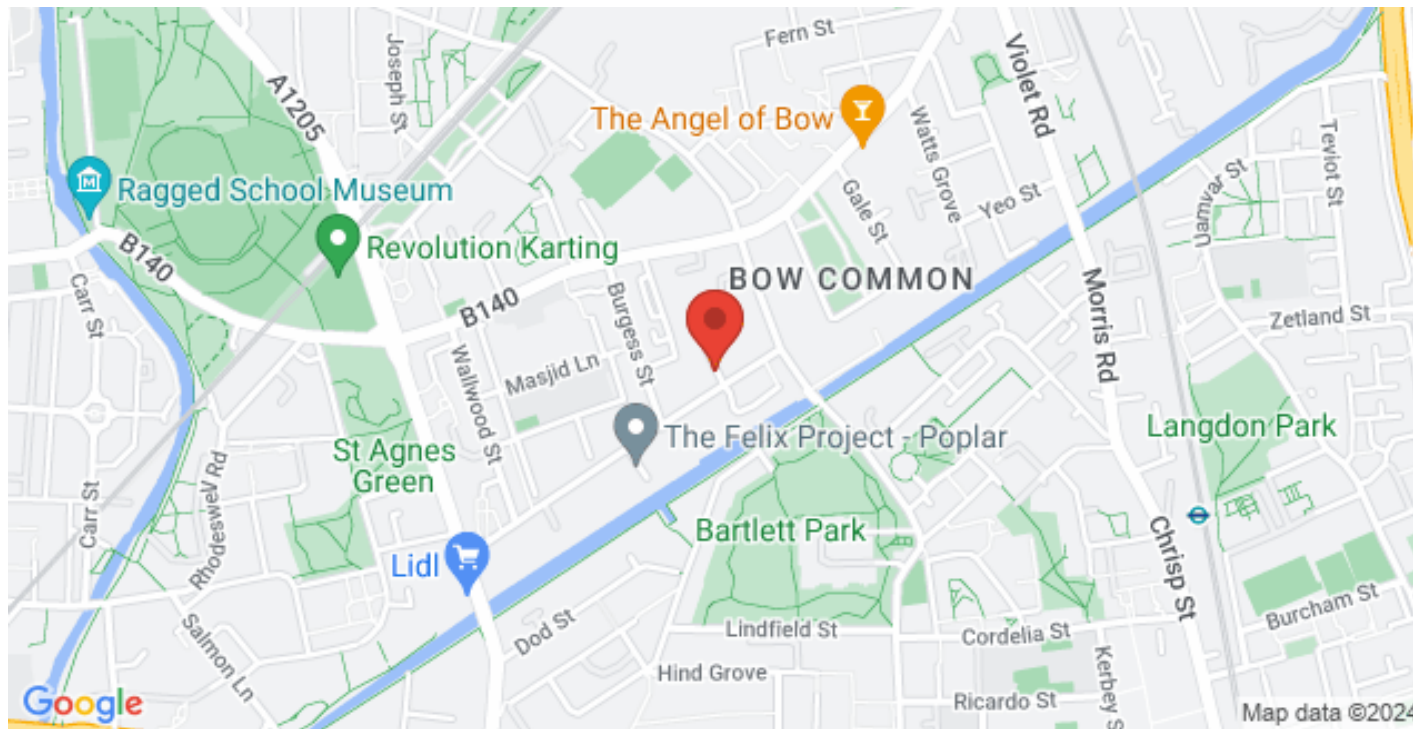 Fern St
Joseph St
A1205
Violet Rd
The Angel of Bow
Watts Grove
Teviot St
Ragged School Museum
Uamvar St
Yeo St
Gale St
Revolution Karting
B140
BOW COMMON
Carr St
B140
Burgess St
Morris Rd
Zetland St
Masjid Ln
Wallwood St
The Felix Project - Poplar
Langdon Park
St Agnes
Green
Rhodeswell Rd
Carr St
Bartlett Park
Chrisp St
Lidl
Burcham St
Dod St
Lindfield St
Cordelia St
Salmon Ln
Hind Grove
Kerbey S
Ricardo St
Google
Map data ©2024